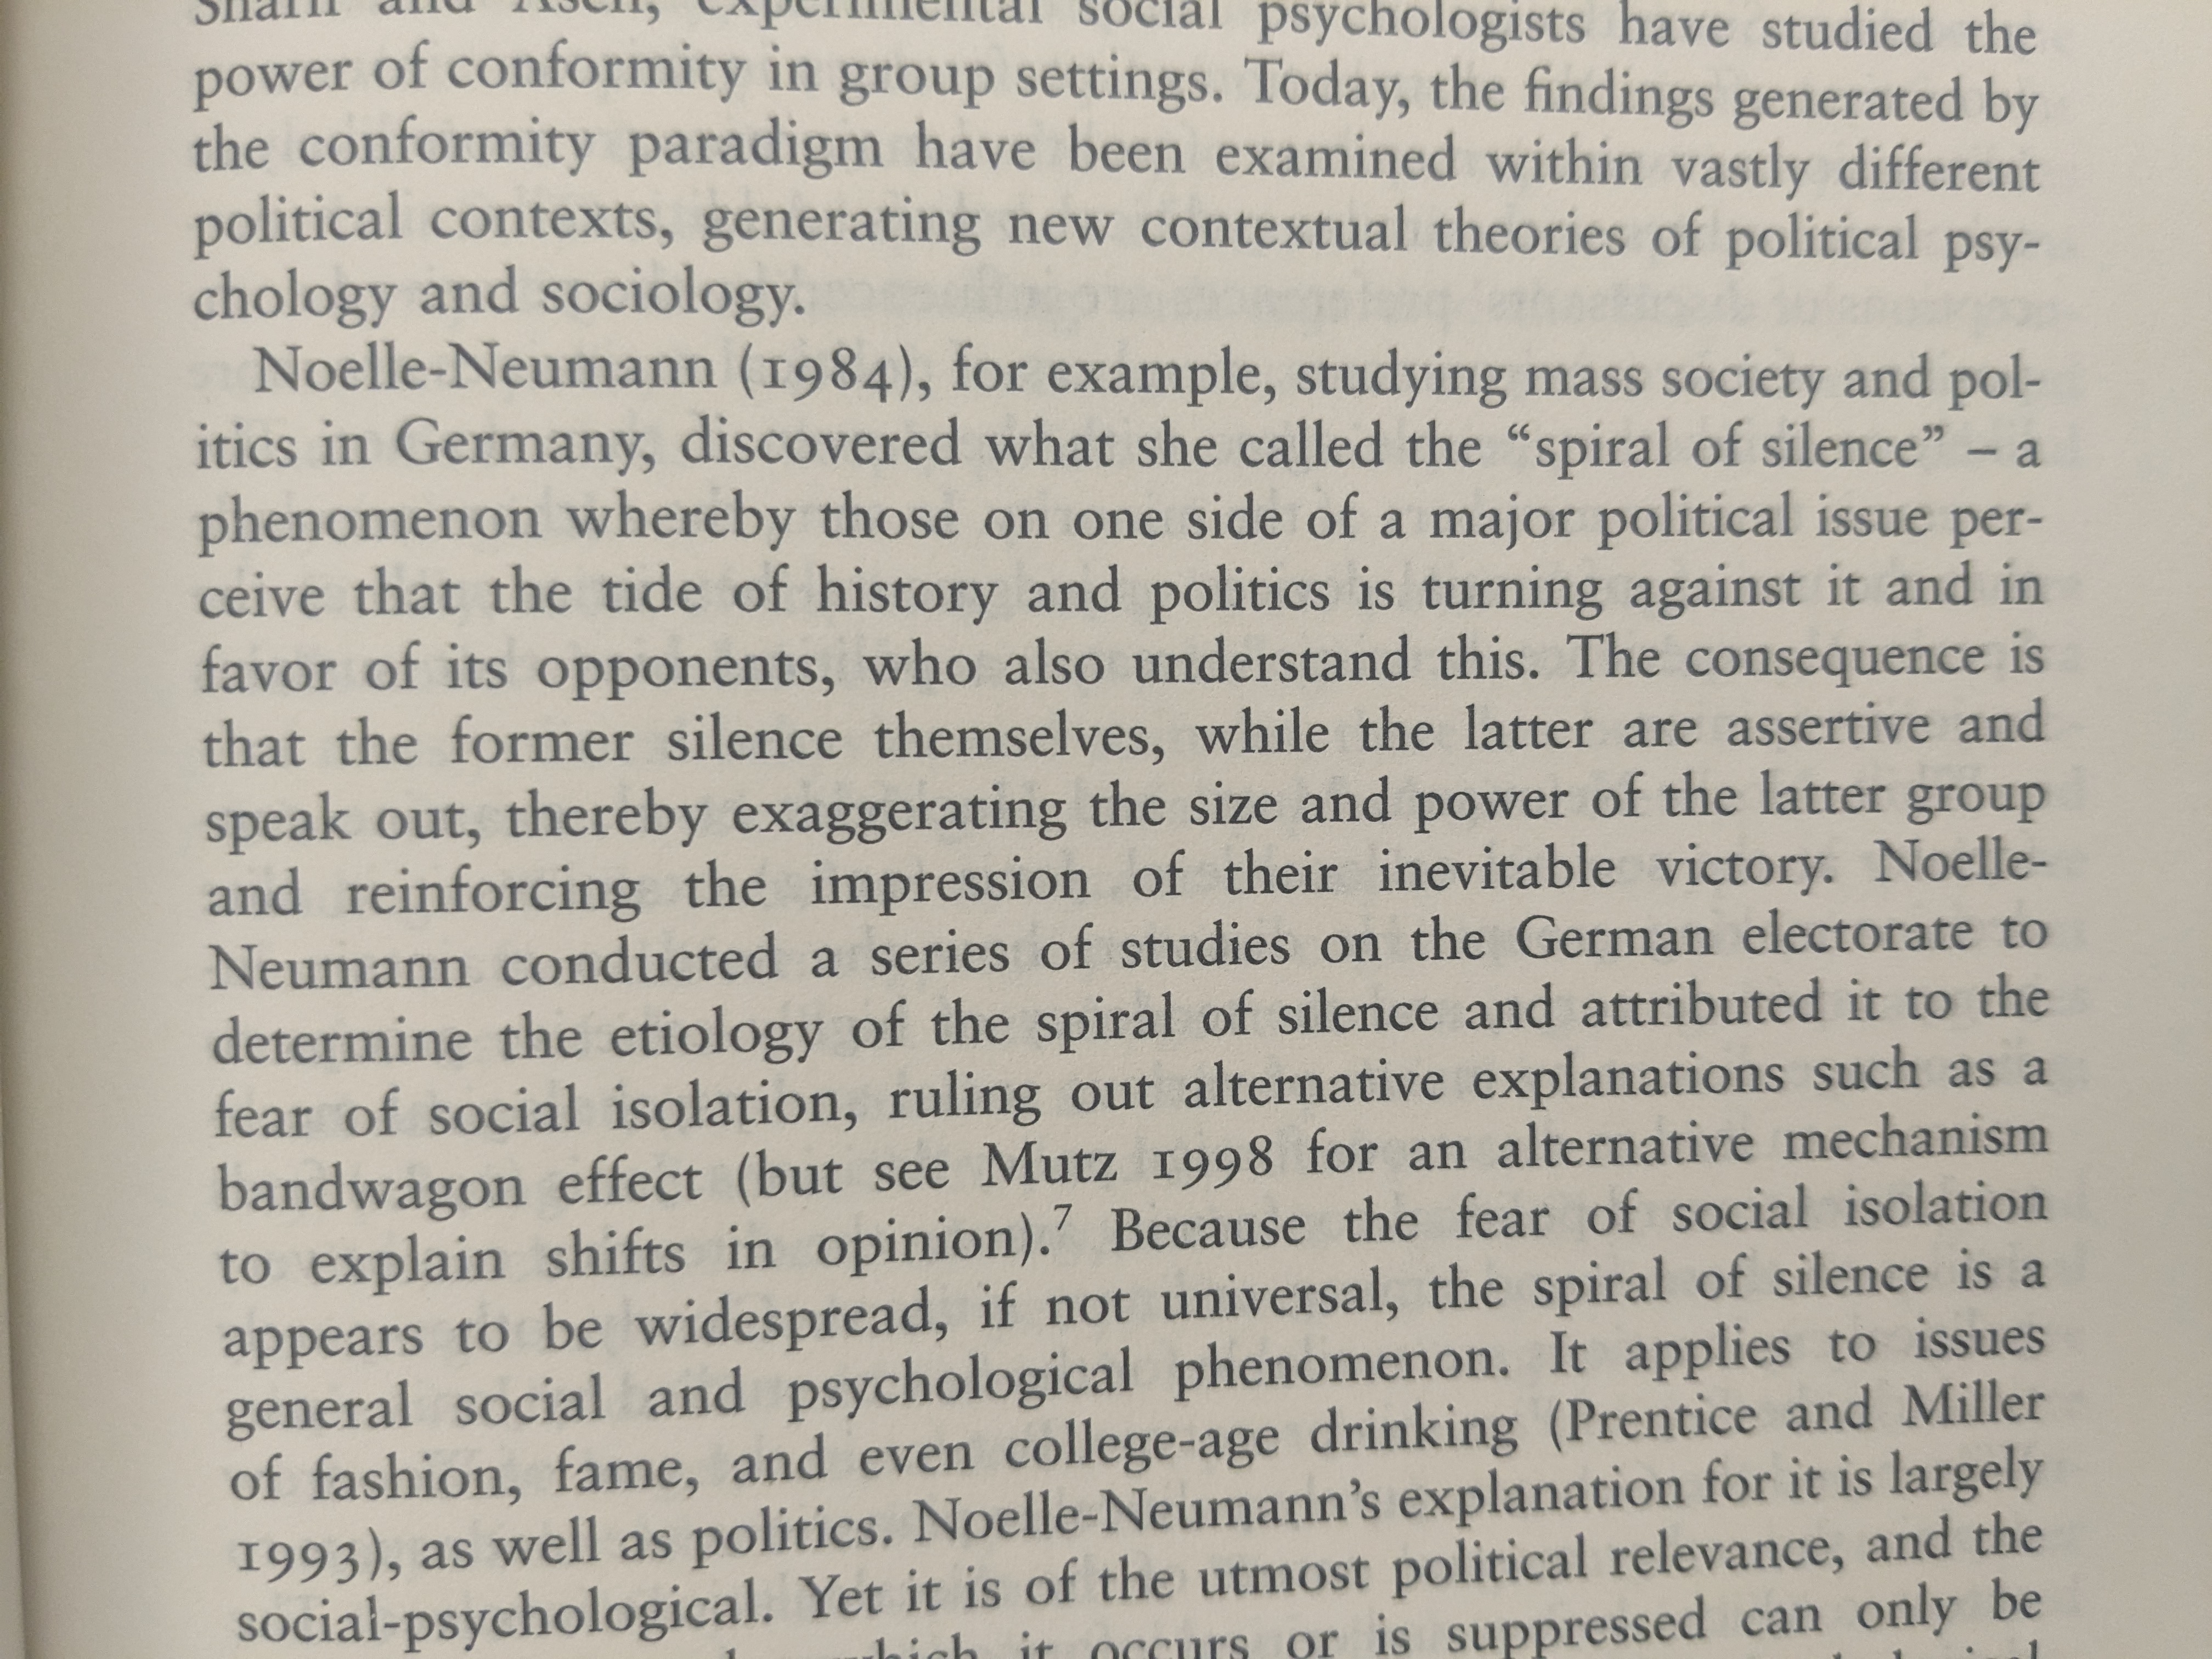 and Asch, experimental social psychologists have studied the
power of conformity in group settings. Today, the findings generated by
the conformity paradigm have been examined within vastly different
political contexts, generating new contextual theories of political psy-
chology and sociology.
Noelle-Neumann (1984), for example, studying mass society and pol-
itics in Germany, discovered what she called the “spiral of silence” – a
phenomenon whereby those on one side of a major political issue per-
ceive that the tide of history and politics is turning against it and in
favor of its opponents, who also understand this. The consequence is
that the former silence themselves, while the latter are assertive and
speak out, thereby exaggerating the size and power of the latter group
and reinforcing the impression of their inevitable victory. Noelle-
Neumann conducted a series of studies on the German electorate to
determine the etiology of the spiral of silence and attributed it to the
fear of social isolation, ruling out alternative explanations such as a
bandwagon effect (but see Mutz 1998 for an alternative mechanism
to explain shifts in opinion).⁷ Because the fear of social isolation
appears to be widespread, if not universal, the spiral of silence is a
general social and psychological phenomenon. It applies to issues
of fashion, fame, and even college-age drinking (Prentice and Miller
1993), as well as politics. Noelle-Neumann’s explanation for it is largely
social-psychological. Yet it is of the utmost political relevance, and the
which it occurs or is suppressed can only be